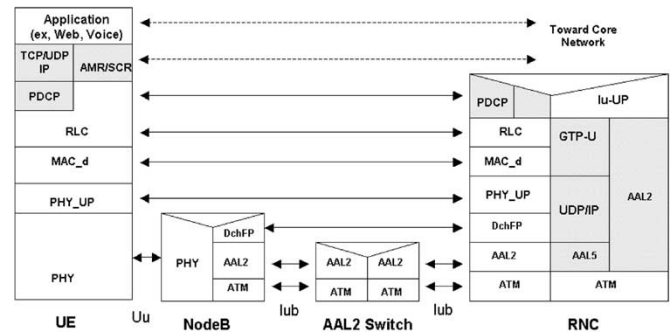 Application
(ex, Web, Voice)
TCP/UDP
IP
AMR/SCR
PDCP
RLC
MAC_d
PHY_UP
PHY
UE
Uu
DchFP
PHY
AAL2
ATM
NodeB
Iub
AAL2 AAL2
ATM ATM
AAL2 Switch
Iub
Toward Core
Network
PDCP
Iu-UP
RLC
GTP-U
MAC_d
AAL2
PHY_UP
UDP/IP
DchFP
AAL2
AAL5
ATM
ATM
RNC